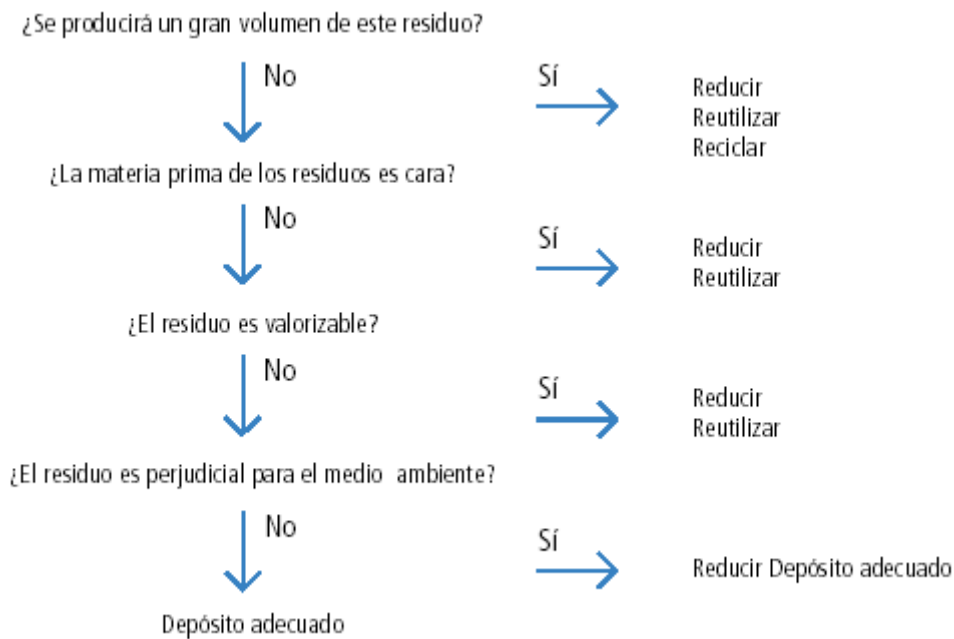 ¿Se producirá un gran volumen de este residuo?
No
Sí
Reducir
Reutilizar
Reciclar
¿La materia prima de los residuos es cara?
No
Sí
Reducir
Reutilizar
¿El residuo es valorizable?
No
Sí
Reducir
Reutilizar
¿El residuo es perjudicial para el medio ambiente?
No
Sí
Reducir Depósito adecuado
Depósito adecuado